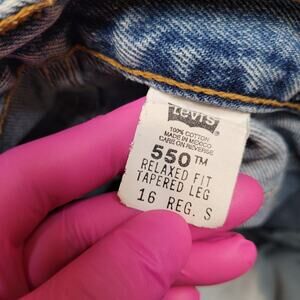 Levi's
100% COTTON
MADE IN MEXICO
CARE ON REVERSE
550™
RELAXED FIT
TAPERED LEG
16 REG. S